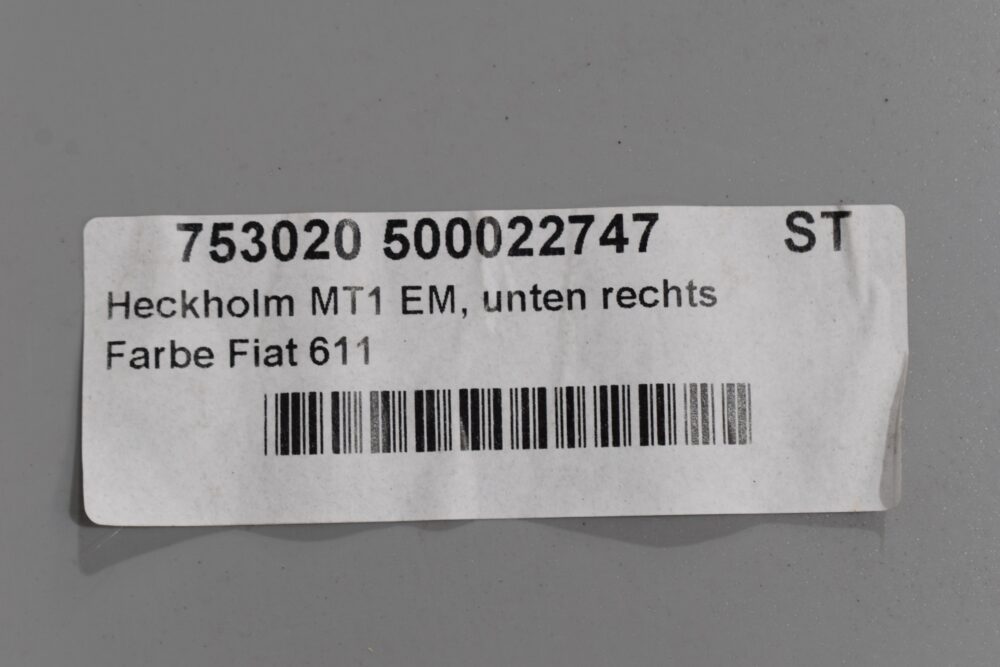 753020 500022747 ST
Heckholm MT1 EM, unten rechts
Farbe Fiat 611